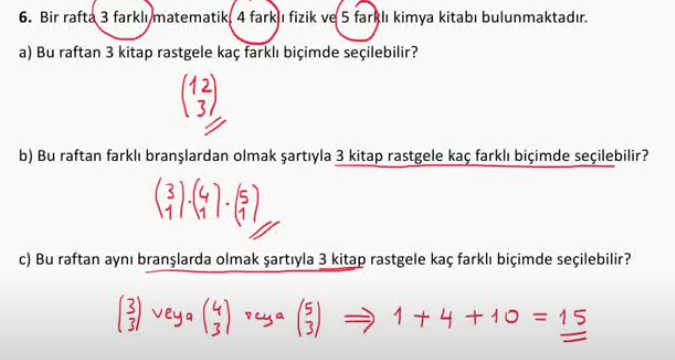 6. Bir rafta 3 farklı matematik, 4 farklı fizik ve 5 farklı kimya kitabı bulunmaktadır.
a) Bu raftan 3 kitap rastgele kaç farklı biçimde seçilebilir?
(12
3)
b) Bu raftan farklı branşlardan olmak şartıyla 3 kitap rastgele kaç farklı biçimde seçilebilir?
(3 1).(4 1).(5 1)
c) Bu raftan aynı branşlarda olmak şartıyla 3 kitap rastgele kaç farklı biçimde seçilebilir?
(3 3) veya (4 3) veya (5 3) ⇒ 1 + 4 + 10 = 15